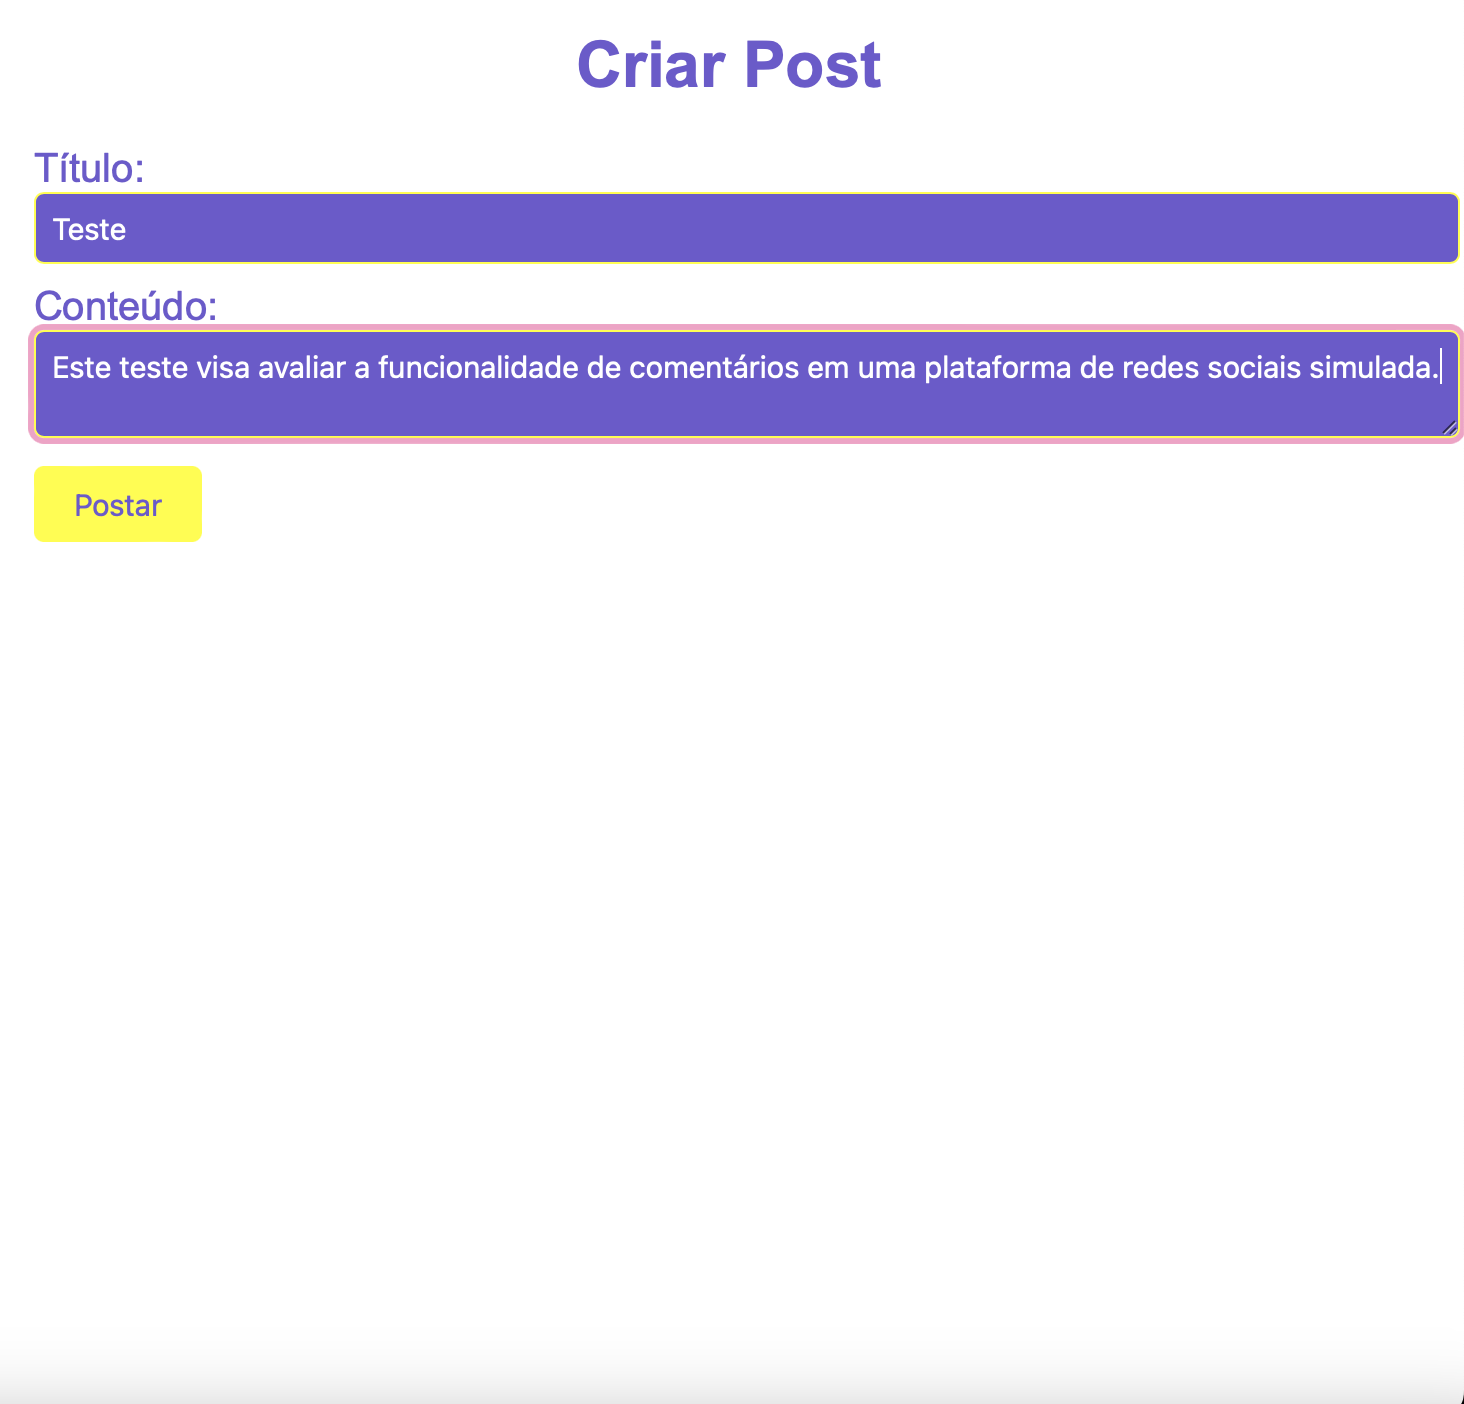 Criar Post
Título:
Teste
Conteúdo:
Este teste visa avaliar a funcionalidade de comentários em uma plataforma de redes sociais simulada.
Postar